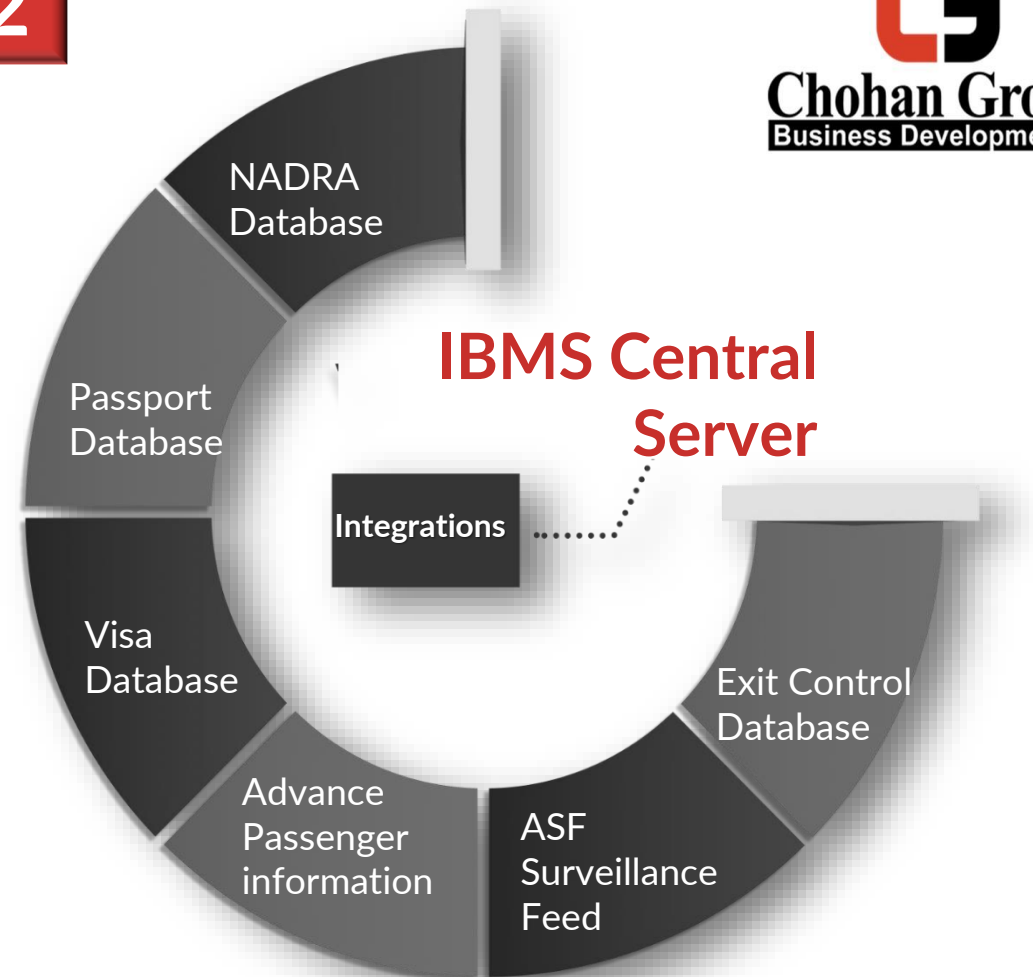 2
Chohan Gro
Business Developme
NADRA
Database
IBMS Central
Server
Passport
Database
Integrations
Visa
Database
Exit Control
Database
Advance
Passenger
information
ASF
Surveillance
Feed